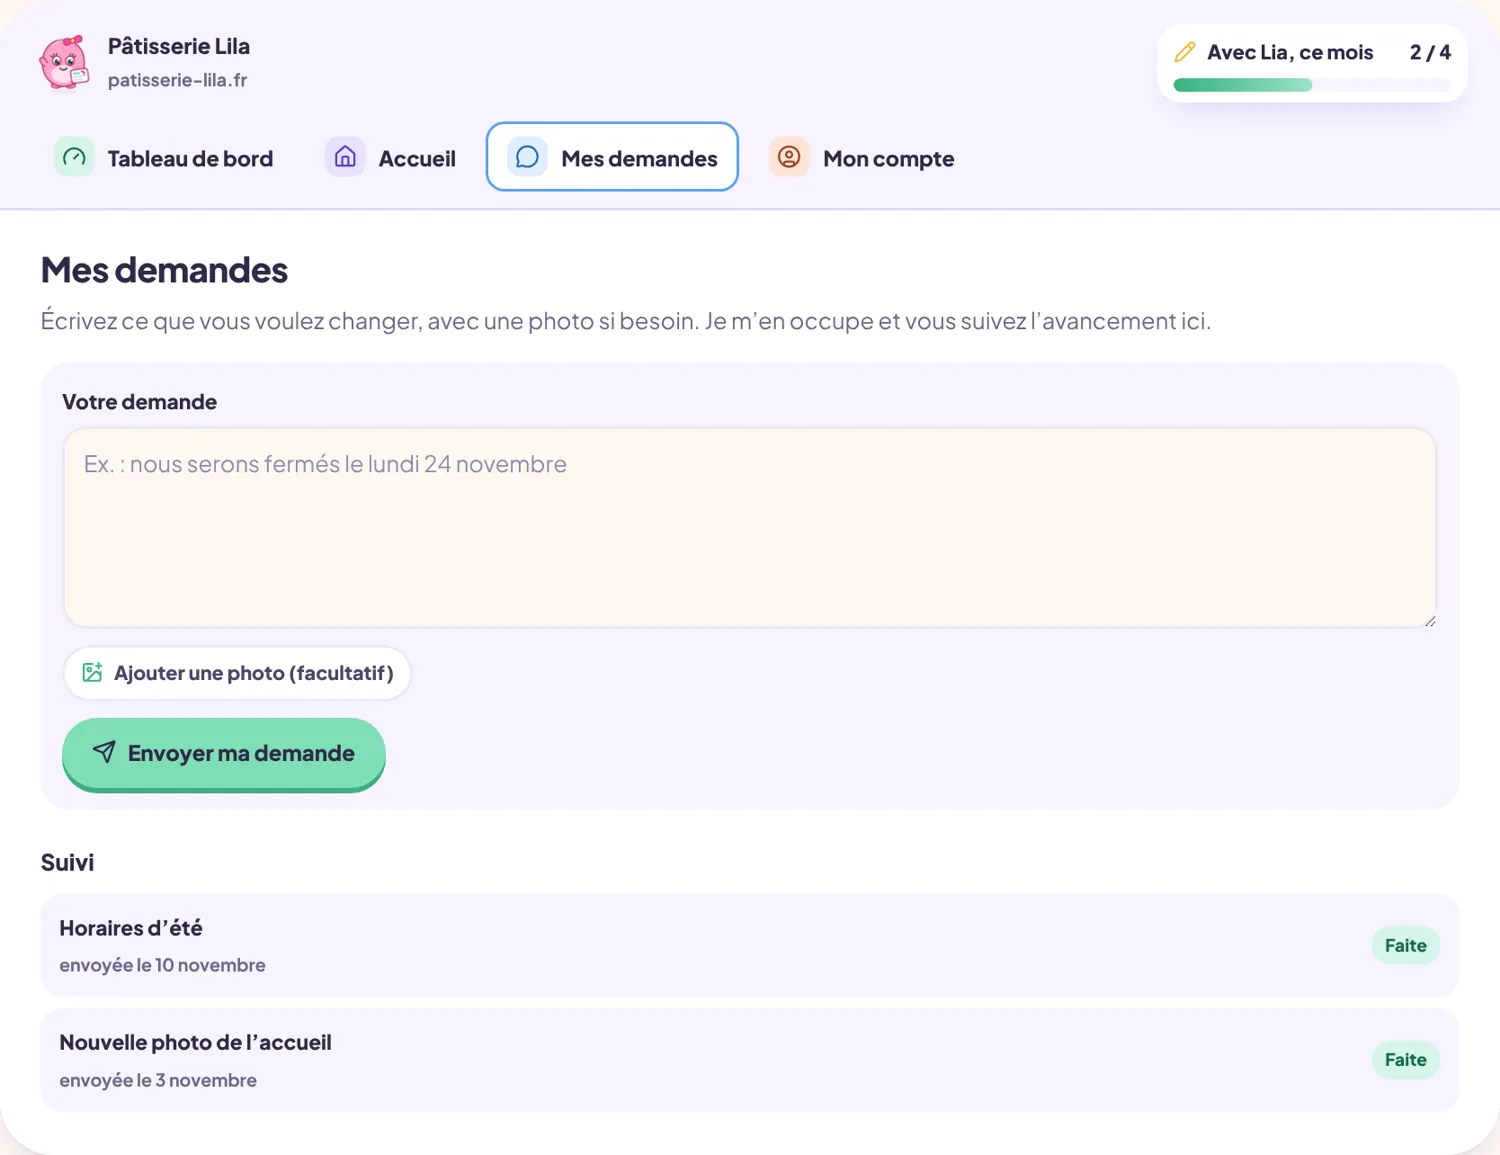 Pâtisserie Lila
patisserie-lila.fr
Avec Lia, ce mois 2 / 4
Tableau de bord
Accueil
Mes demandes
Mon compte
Mes demandes
Écrivez ce que vous voulez changer, avec une photo si besoin. Je m’en occupe et vous suivez l’avancement ici.
Votre demande
Ex. : nous serons fermés le lundi 24 novembre
Ajouter une photo (facultatif)
Envoyer ma demande
Suivi
Horaires d’été
envoyée le 10 novembre
Faite
Nouvelle photo de l’accueil
envoyée le 3 novembre
Faite